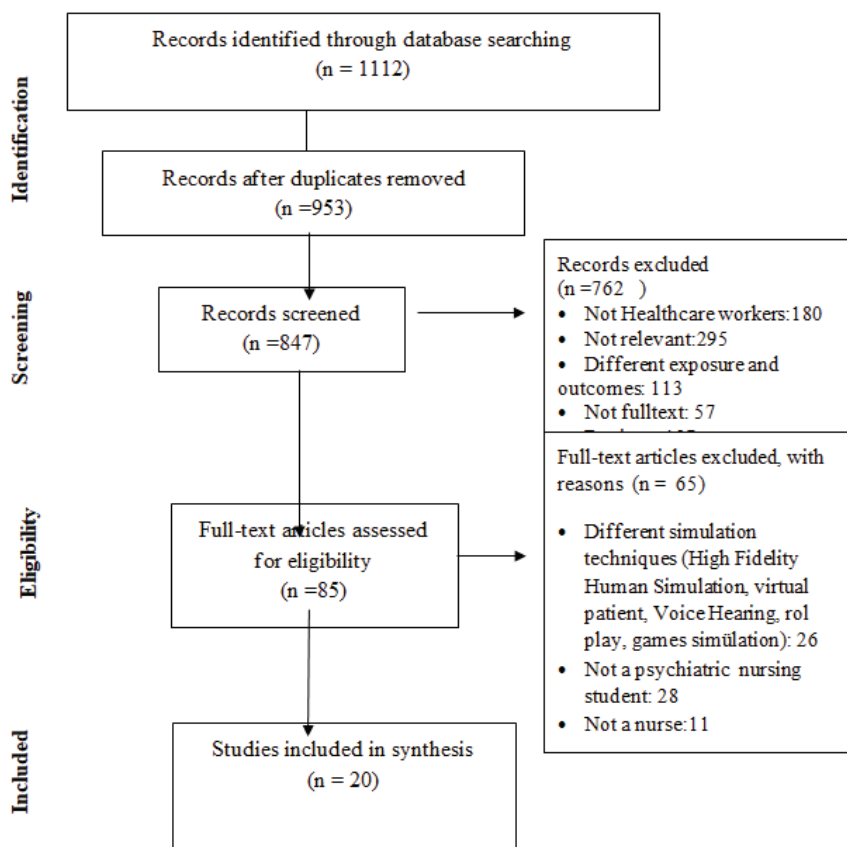 Records identified through database searching
(n = 1112)
Identification
Records after duplicates removed
(n =953)
Screening
Records screened
(n =847)
Records excluded
(n =762 )
• Not Healthcare workers:180
• Not relevant:295
• Different exposure and
outcomes: 113
• Not fulltext: 57
Eligibility
Full-text articles assessed
for eligibility
(n =85)
Full-text articles excluded, with
reasons (n = 65)
• Different simulation
techniques (High Fidelity
Human Simulation, virtual
patient, Voice Hearing, rol
play, games simülation): 26
• Not a psychiatric nursing
student: 28
• Not a nurse:11
Included
Studies included in synthesis
(n = 20)